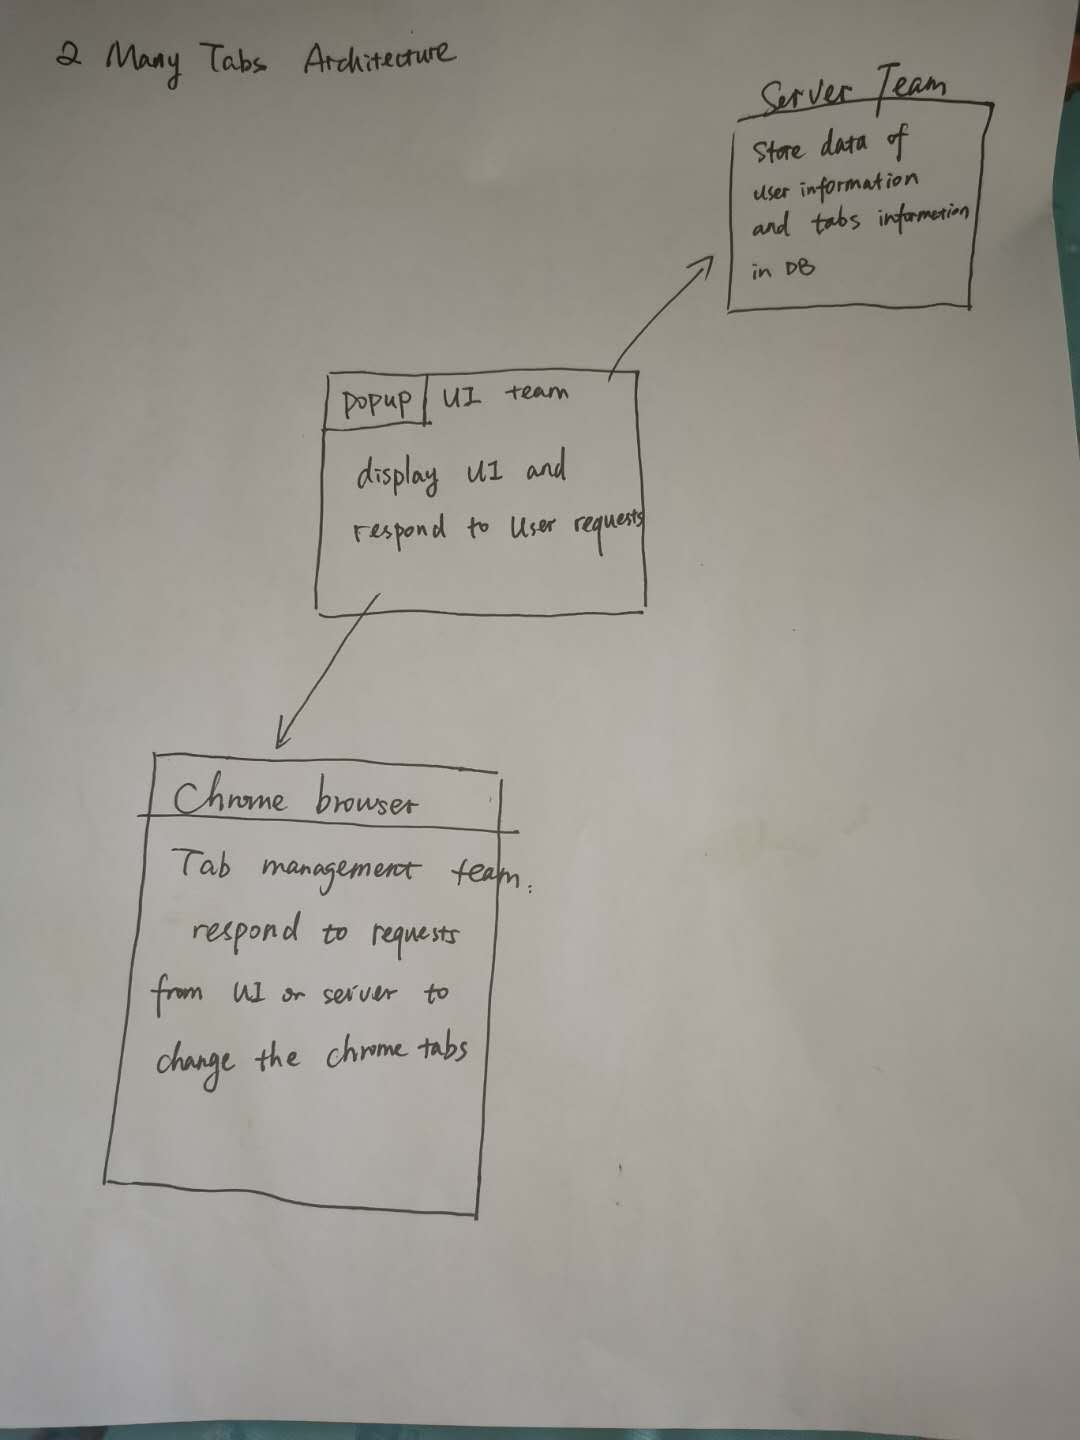 2 Many Tabs Architecture
Server Team
Store data of
user information
and tabs information
in DB
popup UI team
display UI and
respond to user requests
Chrome browser
Tab management team:
respond to requests
from UI or server to
change the chrome tabs